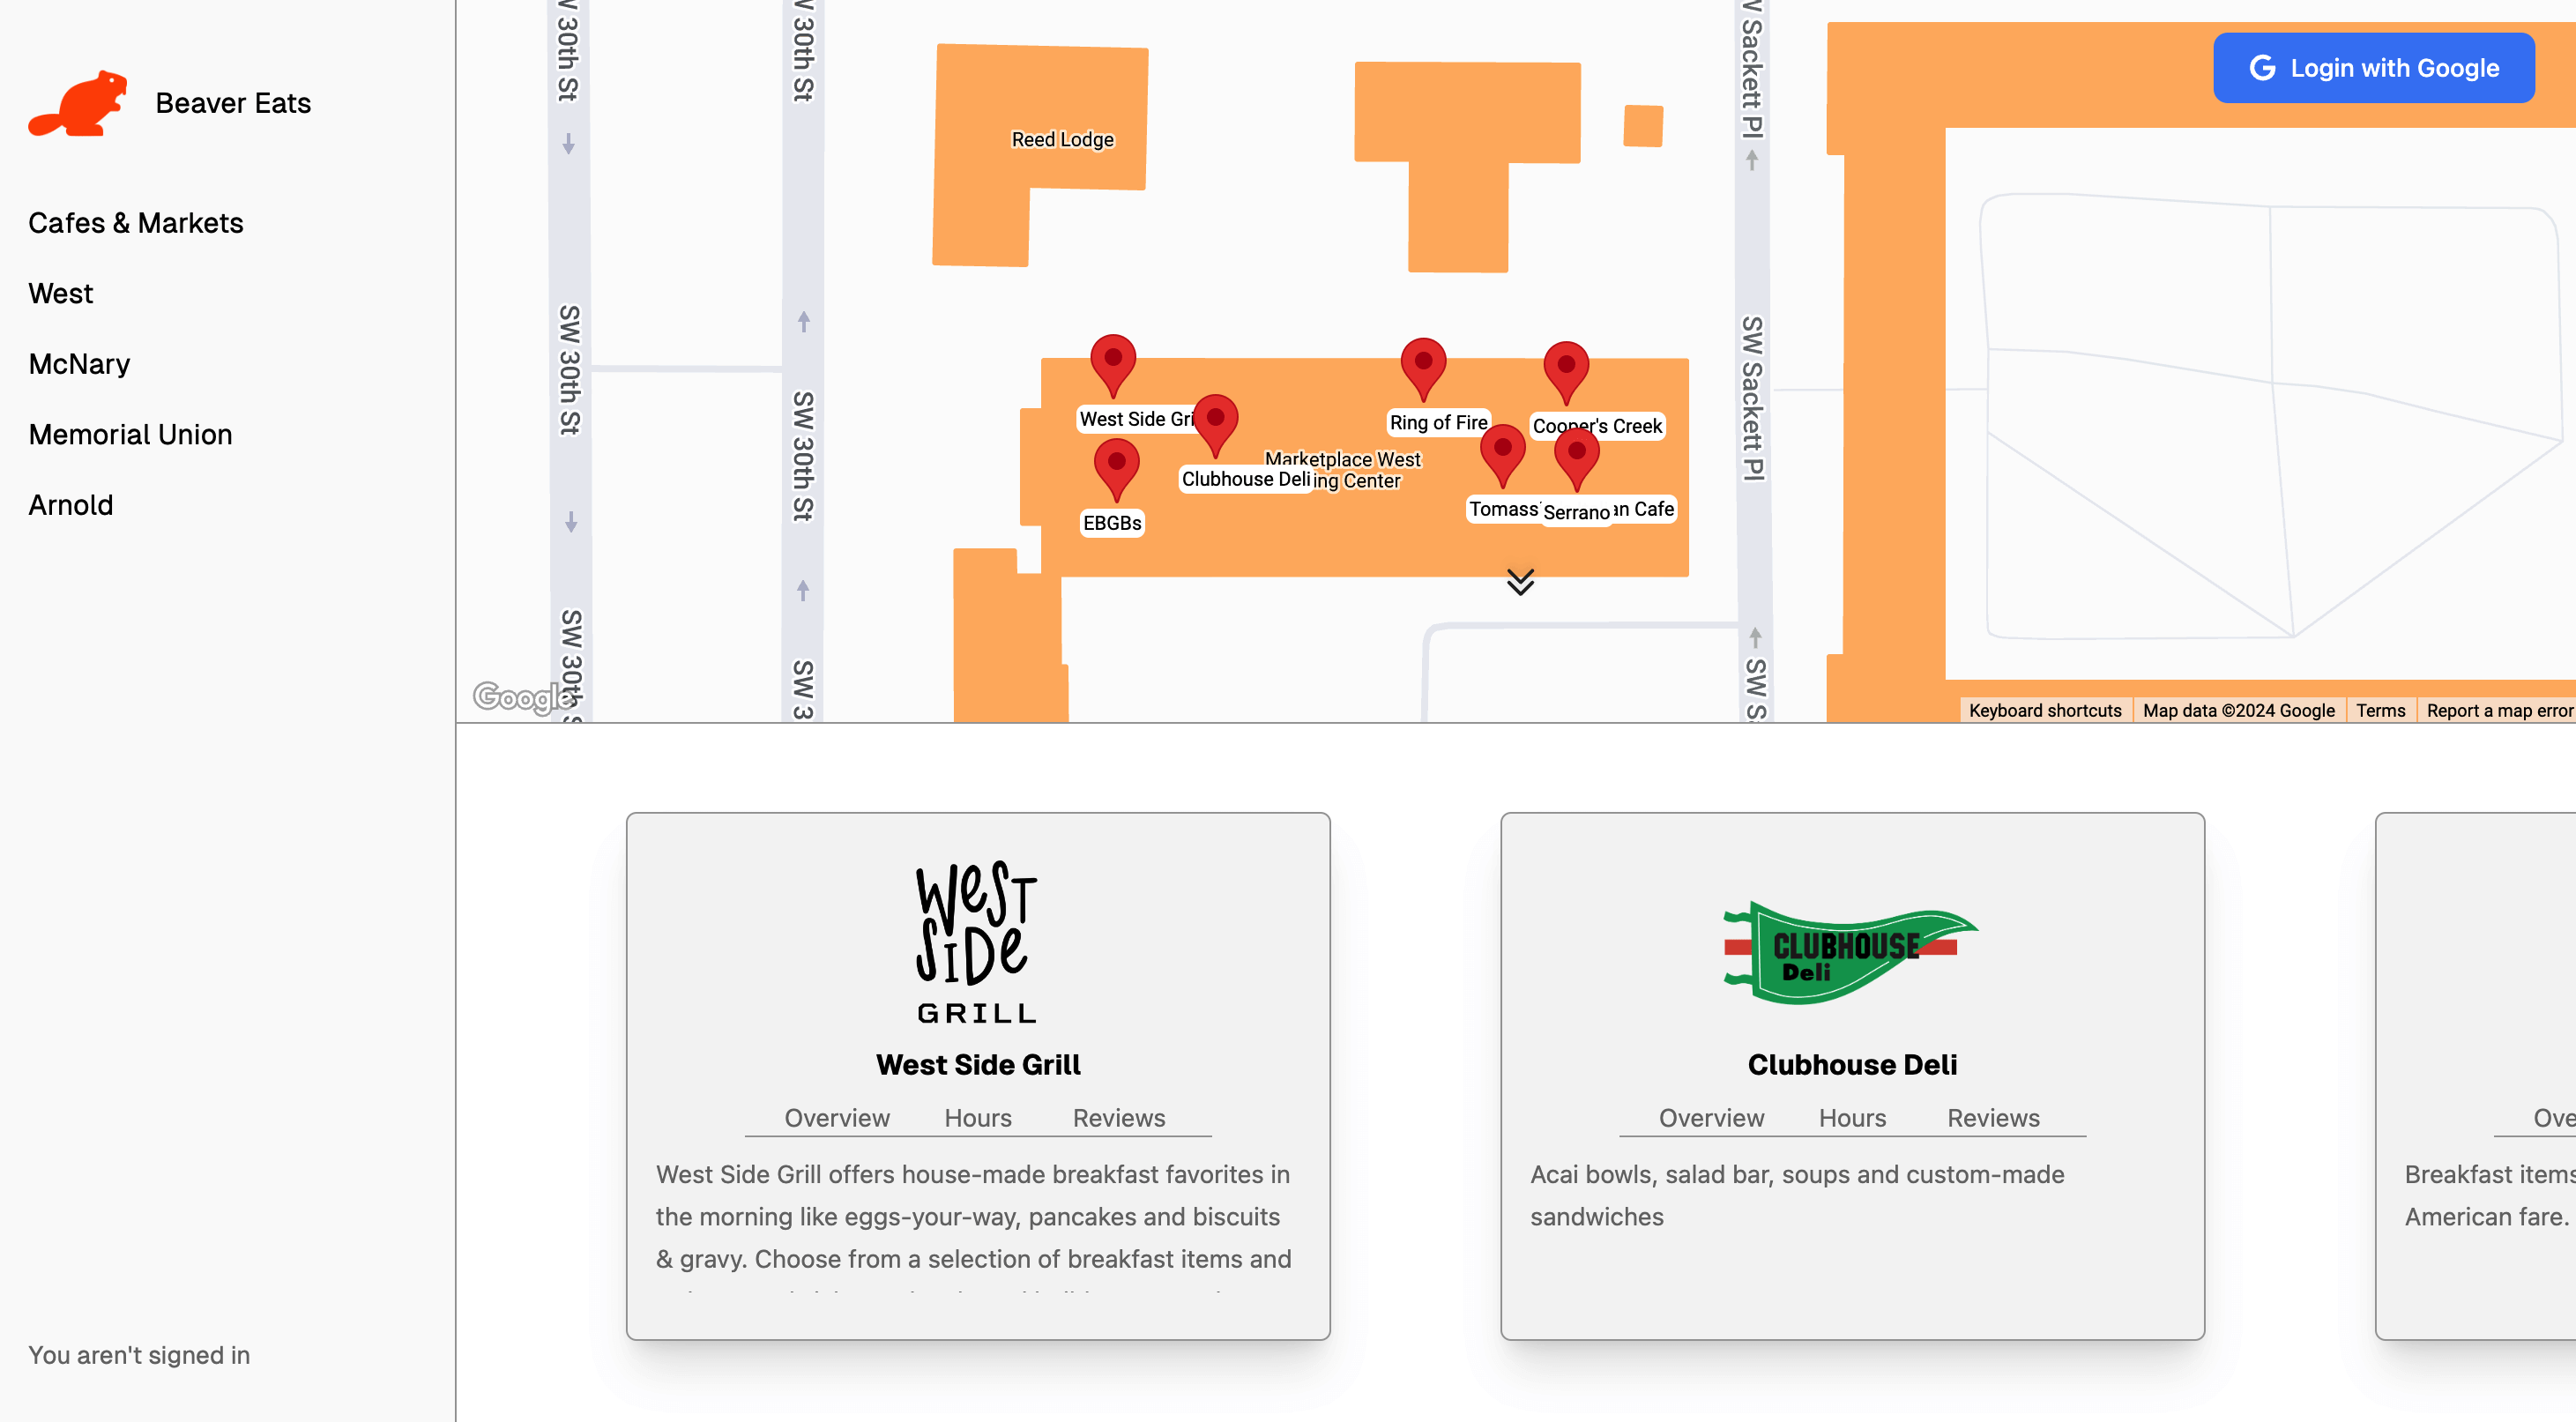 Beaver Eats
Cafes & Markets
West
McNary
Memorial Union
Arnold
You aren't signed in
W 30th St
SW 30th St
SW 30th S
W 30th St
SW 30th St
SW 3
W Sackett Pl
SW Sackett Pl
SW S
Reed Lodge
Login with Google
West Side Gri
Ring of Fire
Cooper's Creek
Marketplace West
ing Center
Clubhouse Deli
EBGBs
Tomass
Serrano
an Cafe
Google
Keyboard shortcuts
Map data ©2024 Google
Terms
Report a map error
WEST
SIDE
GRILL
West Side Grill
Overview Hours Reviews
West Side Grill offers house-made breakfast favorites in
the morning like eggs-your-way, pancakes and biscuits
& gravy. Choose from a selection of breakfast items and
CLUBHOUSE
Deli
Clubhouse Deli
Overview Hours Reviews
Acai bowls, salad bar, soups and custom-made
sandwiches
Ove
Breakfast items
American fare.